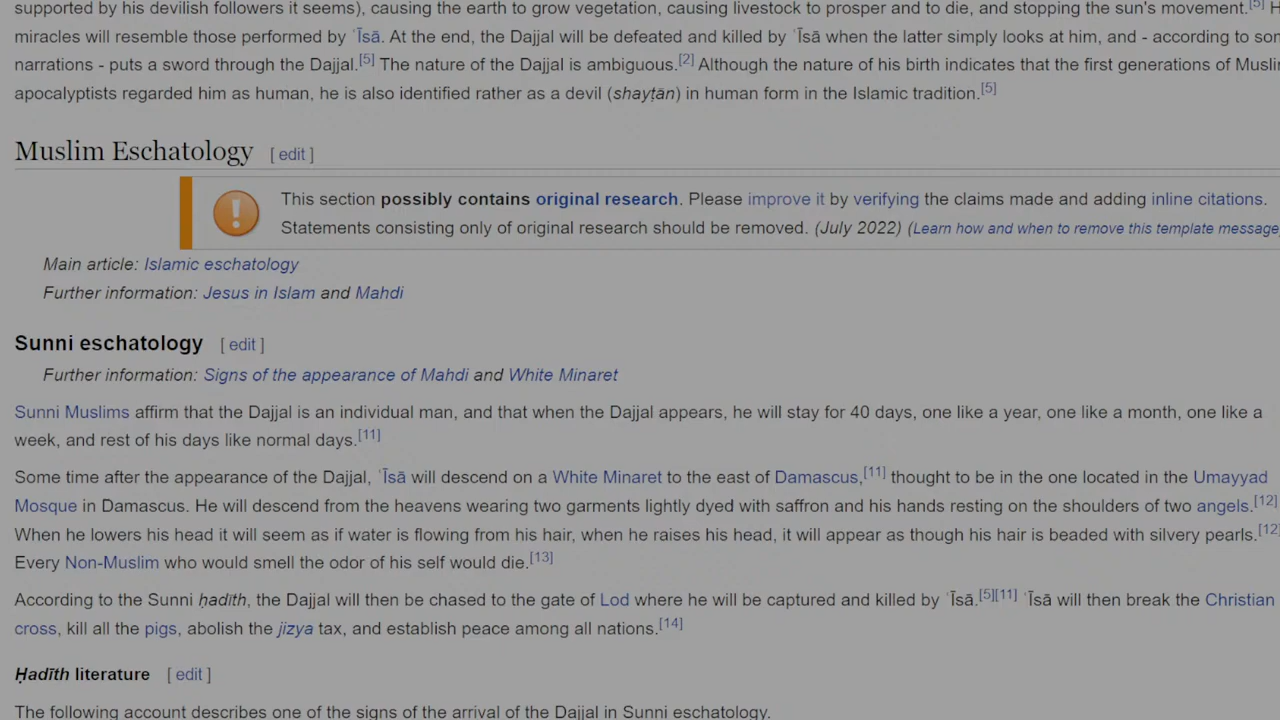 supported by his devilish followers it seems), causing the earth to grow vegetation, causing livestock to prosper and to die, and stopping the sun's movement.[5]
miracles will resemble those performed by ʿĪsā. At the end, the Dajjal will be defeated and killed by ʿĪsā when the latter simply looks at him, and - according to
narrations - puts a sword through the Dajjal.[5] The nature of the Dajjal is ambiguous.[2] Although the nature of his birth indicates that the first generations of
apocalyptists regarded him as human, he is also identified rather as a devil (shayṭān) in human form in the Islamic tradition.[5]
Muslim Eschatology [ edit ]
This section possibly contains original research. Please improve it by verifying the claims made and adding inline citations.
Statements consisting only of original research should be removed. (July 2022) (Learn how and when to remove this template message
Main article: Islamic eschatology
Further information: Jesus in Islam and Mahdi
Sunni eschatology [ edit ]
Further information: Signs of the appearance of Mahdi and White Minaret
Sunni Muslims affirm that the Dajjal is an individual man, and that when the Dajjal appears, he will stay for 40 days, one like a year, one like a month, one like a
week, and rest of his days like normal days.[11]
Some time after the appearance of the Dajjal, ʿĪsā will descend on a White Minaret to the east of Damascus,[11] thought to be in the one located in the Umayyad
Mosque in Damascus. He will descend from the heavens wearing two garments lightly dyed with saffron and his hands resting on the shoulders of two angels.[12]
When he lowers his head it will seem as if water is flowing from his hair, when he raises his head, it will appear as though his hair is beaded with silvery pearls.[12]
Every Non-Muslim who would smell the odor of his self would die.[13]
According to the Sunni ḥadīth, the Dajjal will then be chased to the gate of Lod where he will be captured and killed by ʿĪsā.[5][11] ʿĪsā will then break the Christian
cross, kill all the pigs, abolish the jizya tax, and establish peace among all nations.[14]
Ḥadīth literature [ edit ]
The following account describes one of the signs of the arrival of the Dajjal in Sunni eschatology.